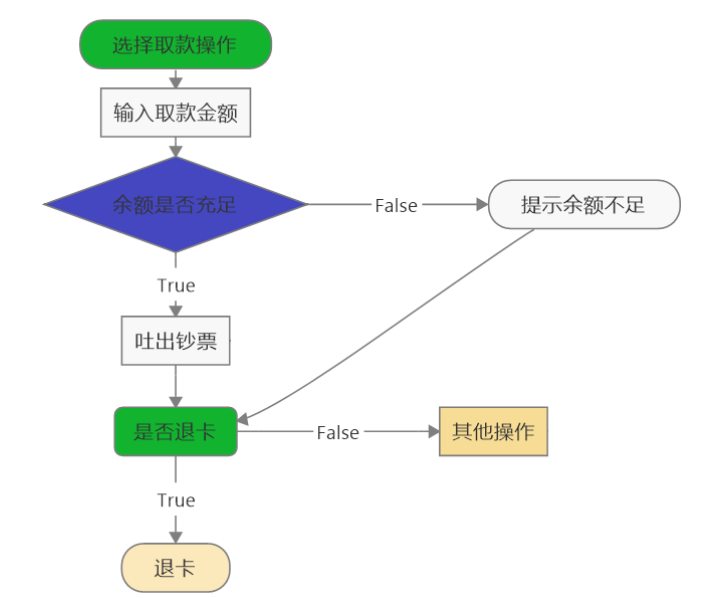 选择取款操作
输入取款金额
余额是否充足
False
提示余额不足
True
吐出钞票
是否退卡
False
其他操作
True
退卡